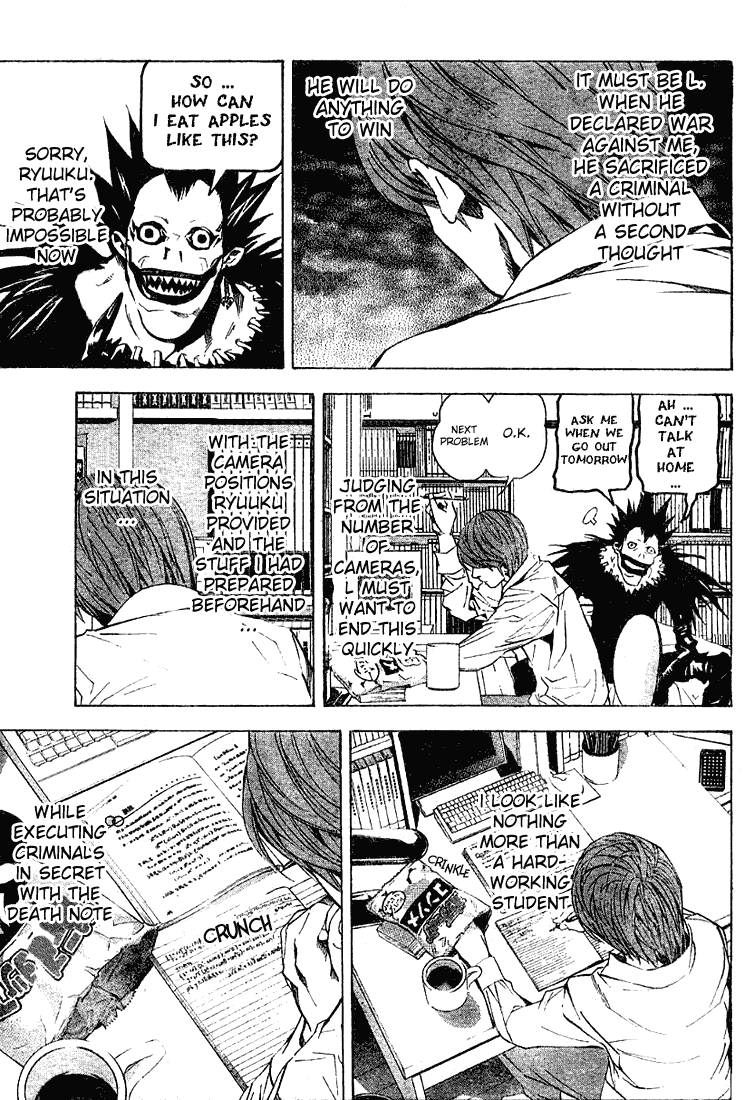 IT MUST BE L.
WHEN HE
DECLARED WAR
AGAINST ME,
HE SACRIFICED
A CRIMINAL
WITHOUT
A SECOND
THOUGHT
HE WILL DO
ANYTHING
TO WIN
SO ...
HOW CAN
I EAT APPLES
LIKE THIS?
SORRY,
RYUUKU.
THAT'S
PROBABLY
IMPOSSIBLE
NOW
AH ...
CAN'T
TALK
AT
HOME
...
ASK ME
WHEN WE
GO OUT
TOMORROW
O.K.
NEXT
PROBLEM
JUDGING
FROM THE
NUMBER
OF
CAMERAS,
L MUST
WANT TO
END THIS
QUICKLY
WITH THE
CAMERA
POSITIONS
RYUUKU
PROVIDED
AND THE
STUFF I HAD
PREPARED
BEFOREHAND
...
IN THIS
SITUATION
...
I LOOK LIKE
NOTHING
MORE THAN
A HARD-
WORKING
STUDENT
CRINKLE
コンソメ
WHILE
EXECUTING
CRIMINALS
IN SECRET
WITH THE
DEATH NOTE
CRUNCH